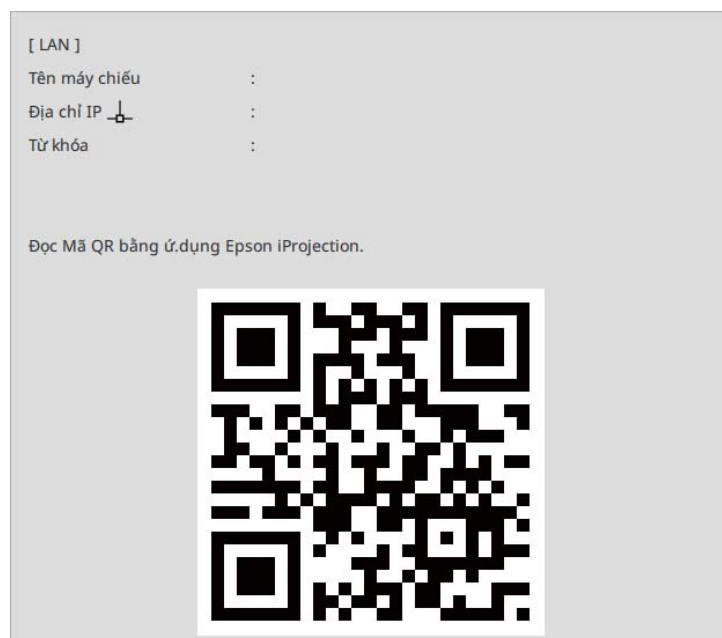 [ LAN ]
Tên máy chiếu :
Địa chỉ IP :
Từ khóa :
Đọc Mã QR bằng ứ.dụng Epson iProjection.